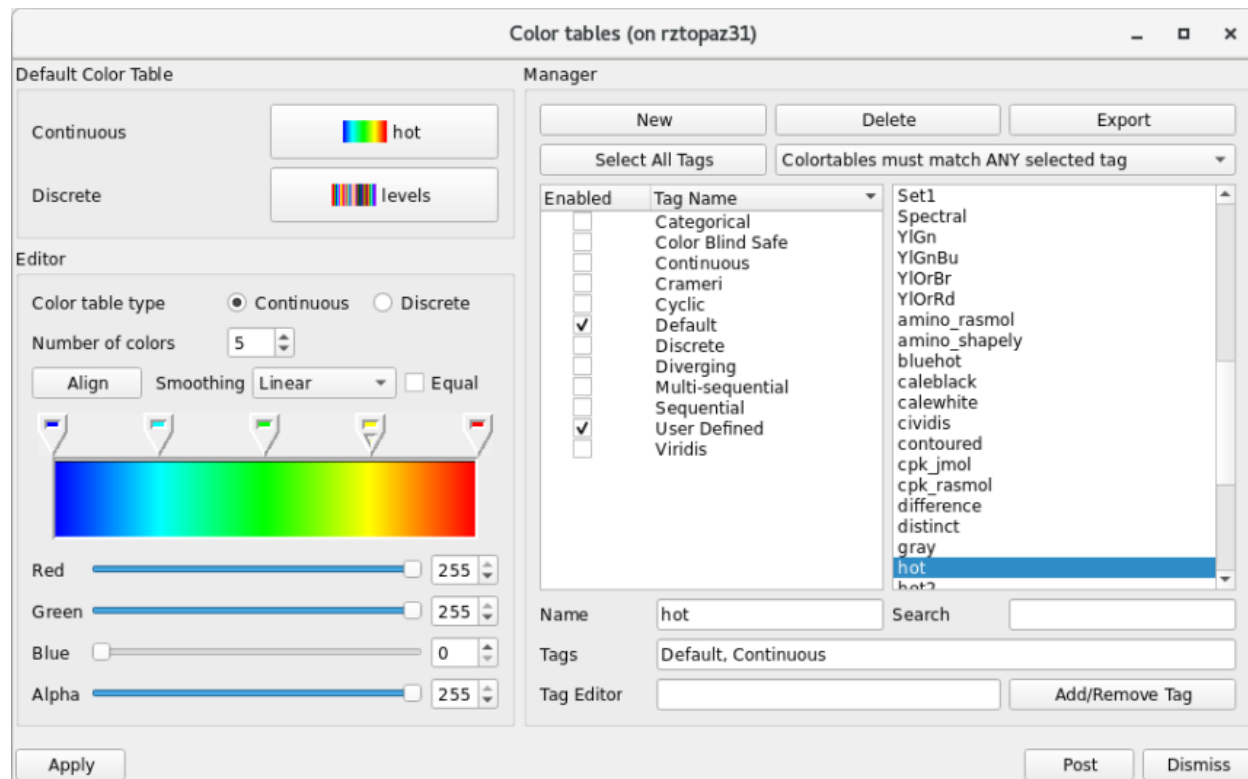 Color tables (on rztopaz31)
Default Color Table
Continuous
hot
Discrete
levels
Editor
Color table type
Continuous
Discrete
Number of colors
5
Align
Smoothing
Linear
Equal
Red
255
Green
255
Blue
0
Alpha
255
Apply
Manager
New
Delete
Export
Select All Tags
Colortables must match ANY selected tag
Enabled
Tag Name
Categorical
Color Blind Safe
Continuous
Crameri
Cyclic
Default
Discrete
Diverging
Multi-sequential
Sequential
User Defined
Viridis
Set1
Spectral
YlGn
YlGnBu
YlOrBr
YlOrRd
amino_rasmol
amino_shapely
bluehot
caleblack
calewhite
cividis
contoured
cpk_jmol
cpk_rasmol
difference
distinct
gray
hot
hot2
Name
hot
Search
Tags
Default, Continuous
Tag Editor
Add/Remove Tag
Post
Dismiss